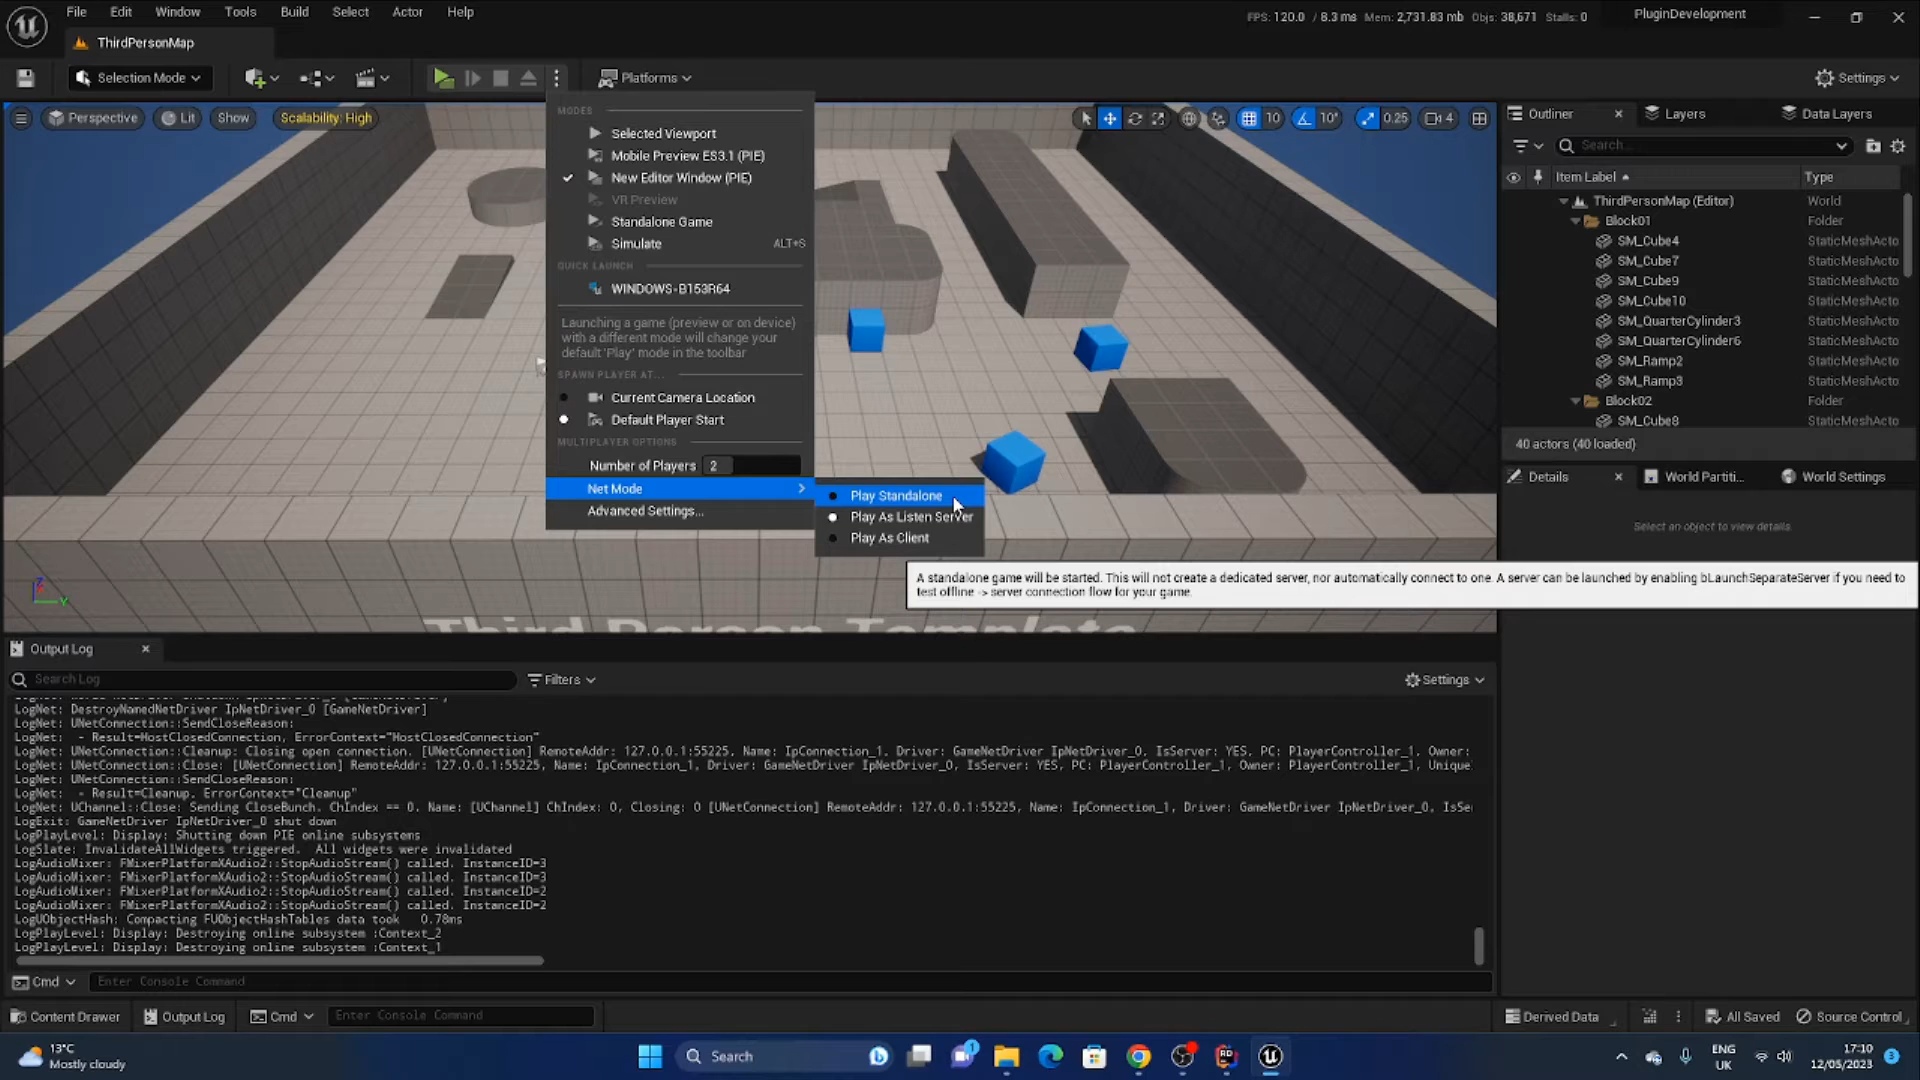 File Edit Window Tools Build Select Actor Help
FPS: 120.0 / 8.3 ms Mem: 2,731.83 mb Objs: 38,671 Stalls: 0
PluginDevelopment
ThirdPersonMap
Selection Mode
Platforms
Settings
Perspective
Lit
Show
Scalability: High
10
10°
0.25
4
MODES
Selected Viewport
Mobile Preview ES3.1 (PIE)
New Editor Window (PIE)
VR Preview
Standalone Game
Simulate ALT+S
QUICK LAUNCH
WINDOWS-B153R64
Launching a game (preview or on device)
with a different mode will change your
default 'Play' mode in the toolbar
SPAWN PLAYER AT...
Current Camera Location
Default Player Start
MULTIPLAYER OPTIONS
Number of Players 2
Net Mode
Advanced Settings...
Play Standalone
Play As Listen Server
Play As Client
A standalone game will be started. This will not create a dedicated server, nor automatically connect to one. A server can be launched by enabling bLaunchSeparateServer if you need to
test offline -> server connection flow for your game.
Third Person Template
Outliner
Layers
Data Layers
Search...
Item Label Type
ThirdPersonMap (Editor) World
Block01 Folder
SM_Cube4 StaticMeshActo
SM_Cube7 StaticMeshActo
SM_Cube9 StaticMeshActo
SM_Cube10 StaticMeshActo
SM_QuarterCylinder3 StaticMeshActo
SM_QuarterCylinder6 StaticMeshActo
SM_Ramp2 StaticMeshActo
SM_Ramp3 StaticMeshActo
Block02 Folder
SM_Cube8 StaticMeshActo
40 actors (40 loaded)
Details
World Partiti...
World Settings
Select an object to view details.
Output Log
Search Log
Filters
Settings
LogNet: DestroyNamedNetDriver IpNetDriver_0 [GameNetDriver]
LogNet: UNetConnection::SendCloseReason:
LogNet:  - Result=HostClosedConnection, ErrorContext="HostClosedConnection"
LogNet: UNetConnection::Cleanup: Closing open connection. [UNetConnection] RemoteAddr: 127.0.0.1:55225, Name: IpConnection_1, Driver: GameNetDriver IpNetDriver_0, IsServer: YES, PC: PlayerController_1, Owner:
LogNet: UNetConnection::Close: [UNetConnection] RemoteAddr: 127.0.0.1:55225, Name: IpConnection_1, Driver: GameNetDriver IpNetDriver_0, IsServer: YES, PC: PlayerController_1, Owner: PlayerController_1, Unique
LogNet: UNetConnection::SendCloseReason:
LogNet:  - Result=Cleanup, ErrorContext="Cleanup"
LogNet: UChannel::Close: Sending CloseBunch. ChIndex == 0. Name: [UChannel] ChIndex: 0, Closing: 0 [UNetConnection] RemoteAddr: 127.0.0.1:55225, Name: IpConnection_1, Driver: GameNetDriver IpNetDriver_0, IsSe
LogExit: GameNetDriver IpNetDriver_0 shut down
LogPlayLevel: Display: Shutting down PIE online subsystems
LogSlate: InvalidateAllWidgets triggered.  All widgets were invalidated
LogAudioMixer: FMixerPlatformXAudio2::StopAudioStream() called. InstanceID=3
LogAudioMixer: FMixerPlatformXAudio2::StopAudioStream() called. InstanceID=3
LogAudioMixer: FMixerPlatformXAudio2::StopAudioStream() called. InstanceID=2
LogAudioMixer: FMixerPlatformXAudio2::StopAudioStream() called. InstanceID=2
LogUObjectHash: Compacting FUObjectHashTables data took   0.78ms
LogPlayLevel: Display: Destroying online subsystem :Context_2
LogPlayLevel: Display: Destroying online subsystem :Context_1
Cmd Enter Console Command
Content Drawer
Output Log
Cmd
Enter Console Command
Derived Data
All Saved
Source Control
13°C
Mostly cloudy
Search
1
ENG
UK
17:10
12/05/2023
3